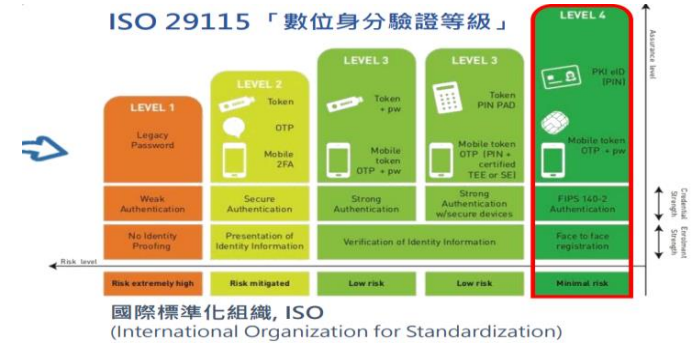 ISO 29115「數位身分驗證等級」
LEVEL 1
Legacy
Password
LEVEL 2
Token
OTP
Mobile
2FA
LEVEL 3
Token
+ pw
Mobile
token
OTP + pw
LEVEL 3
Token
PIN PAD
Mobile token
OTP (PIN +
certified
TEE or SE)
LEVEL 4
PKI eID
(PIN)
Mobile token
OTP + pw
Assurance level
Weak
Authentication
Secure
Authentication
Strong
Authentication
Strong
Authentication
w/secure devices
FIPS 140-2
Authentication
Credential
Strength
No Identity
Proofing
Presentation of
Identity Information
Verification of Identity Information
Face to face
registration
Strength
Risk level
Risk extremely high
Risk mitigated
Low risk
Low risk
Minimal risk
國際標準化組織, ISO
(International Organization for Standardization)